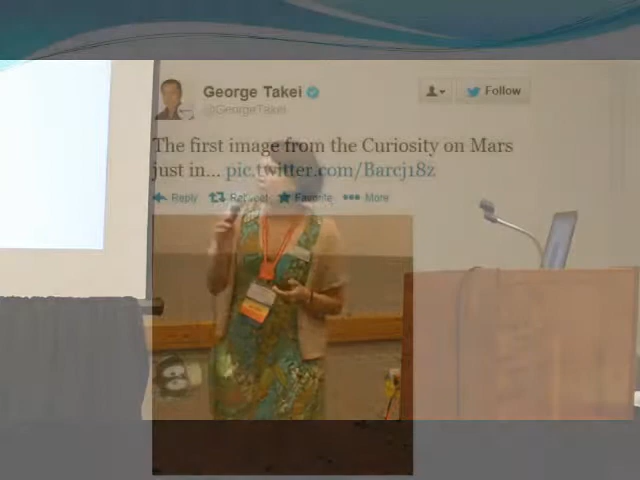 George Takei
@GeorgeTakei
Follow
The first image from the Curiosity on Mars
just in... pic.twitter.com/Barcj18z
Reply Retweet Favorite More